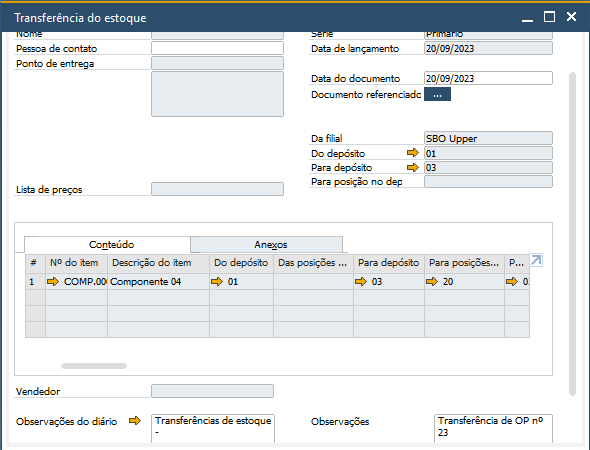 Transferência do estoque
Nome
Série
Primário
Pessoa de contato
Data de lançamento
20/09/2023
Ponto de entrega
Data do documento
20/09/2023
Documento referenciado
...
Da filial
SBO Upper
Do depósito
01
Para depósito
03
Lista de preços
Para posição no dep
Conteúdo
Anexos
# Nº do item Descrição do item Do depósito Das posições ... Para depósito Para posições... P...
1 COMP.00 Componente 04 01 03 20 0
Vendedor
Observações do diário
Transferências de estoque
-
Observações
Transferência de OP nº
23